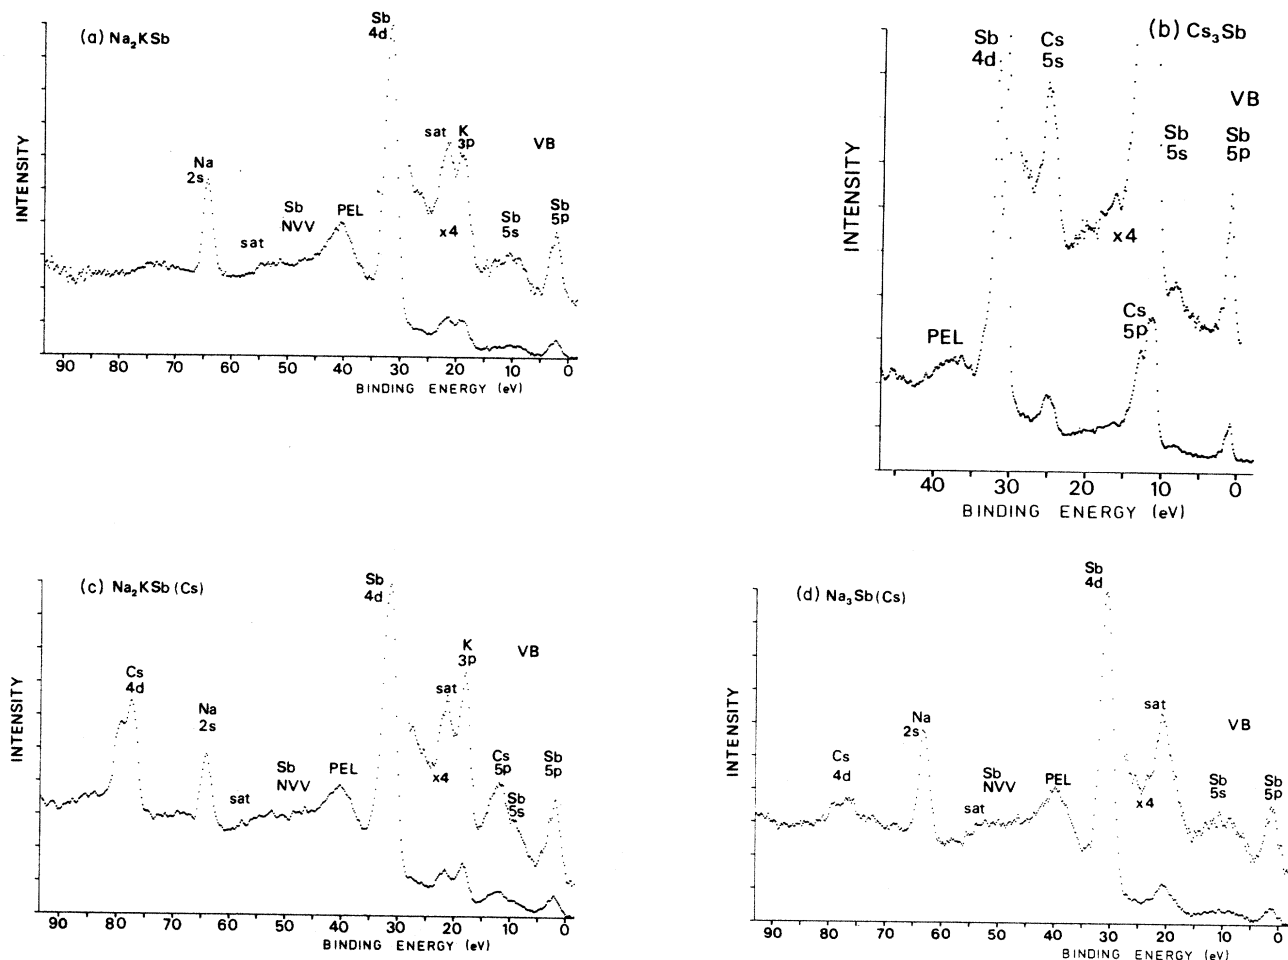 (a) Na₂KSb
Sb
4d
Na
2s
sat
Sb
NVV
PEL
sat
K
3p
x4
VB
Sb
5s
Sb
5p
INTENSITY
90 80 70 60 50 40 30 20 10 0
BINDING ENERGY (eV)
(b) Cs₃Sb
Sb
4d
Cs
5s
VB
Sb
5s
Sb
5p
x4
PEL
Cs
5p
INTENSITY
40 30 20 10 0
BINDING ENERGY (eV)
(c) Na₂KSb (Cs)
Sb
4d
Cs
4d
Na
2s
sat
Sb
NVV
PEL
sat
K
3p
x4
VB
Cs
5p
Sb
5s
Sb
5p
INTENSITY
90 80 70 60 50 40 30 20 10 0
BINDING ENERGY (eV)
(d) Na₃Sb (Cs)
Sb
4d
Cs
4d
Na
2s
sat
Sb
NVV
PEL
sat
x4
VB
Sb
5s
Sb
5p
INTENSITY
90 80 70 60 50 40 30 20 10 0
BINDING ENERGY (eV)